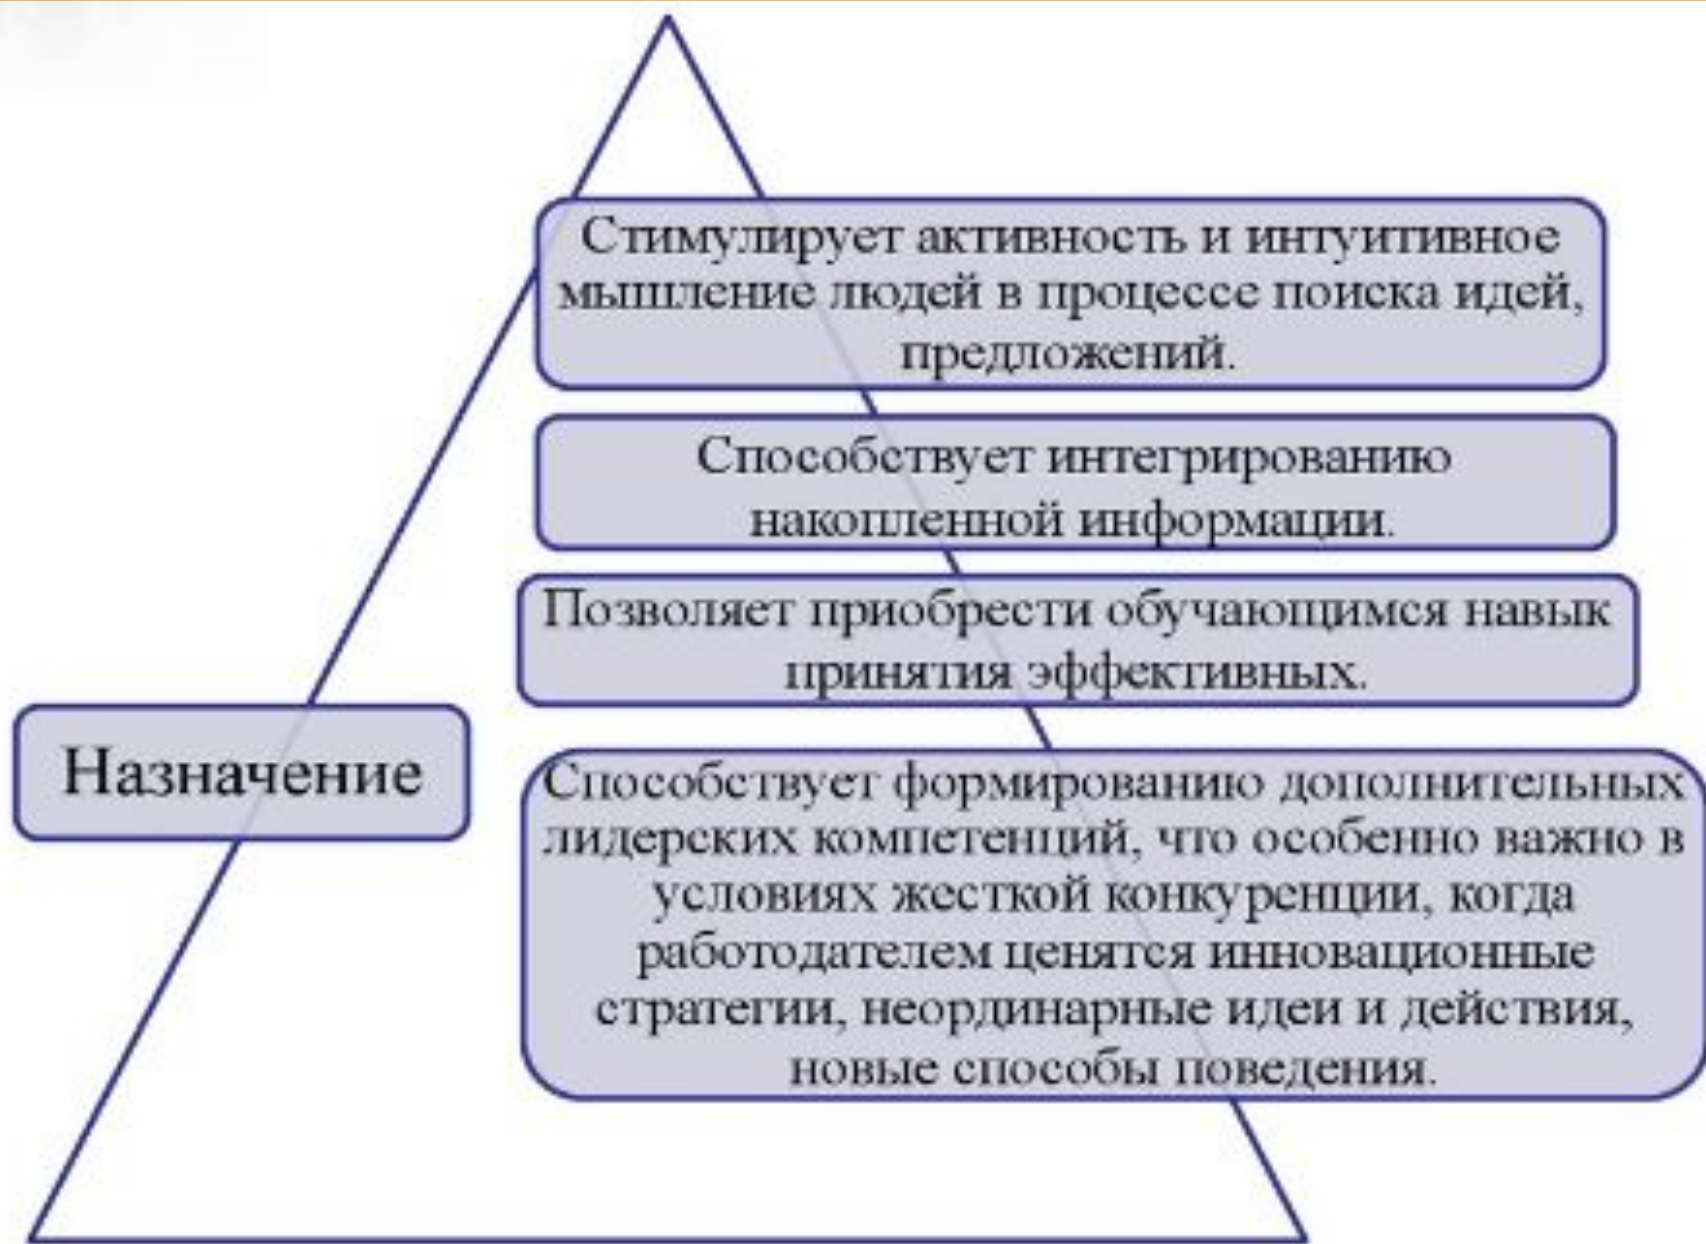 Стимулирует активность и интуитивное
мышление людей в процессе поиска идей,
предложений.
Способствует интегрированию
накопленной информации.
Позволяет приобрести обучающимся навык
принятия эффективных.
Назначение
Способствует формированию дополнительных
лидерских компетенций, что особенно важно в
условиях жесткой конкуренции, когда
работодателем ценятся инновационные
стратегии, неординарные идеи и действия,
новые способы поведения.